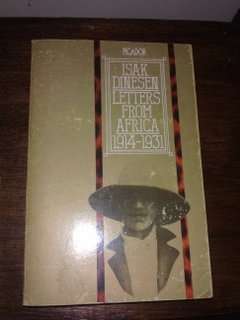 PICADOR
ISAK
DINESEN
LETTERS
FROM
AFRICA
1914-1931